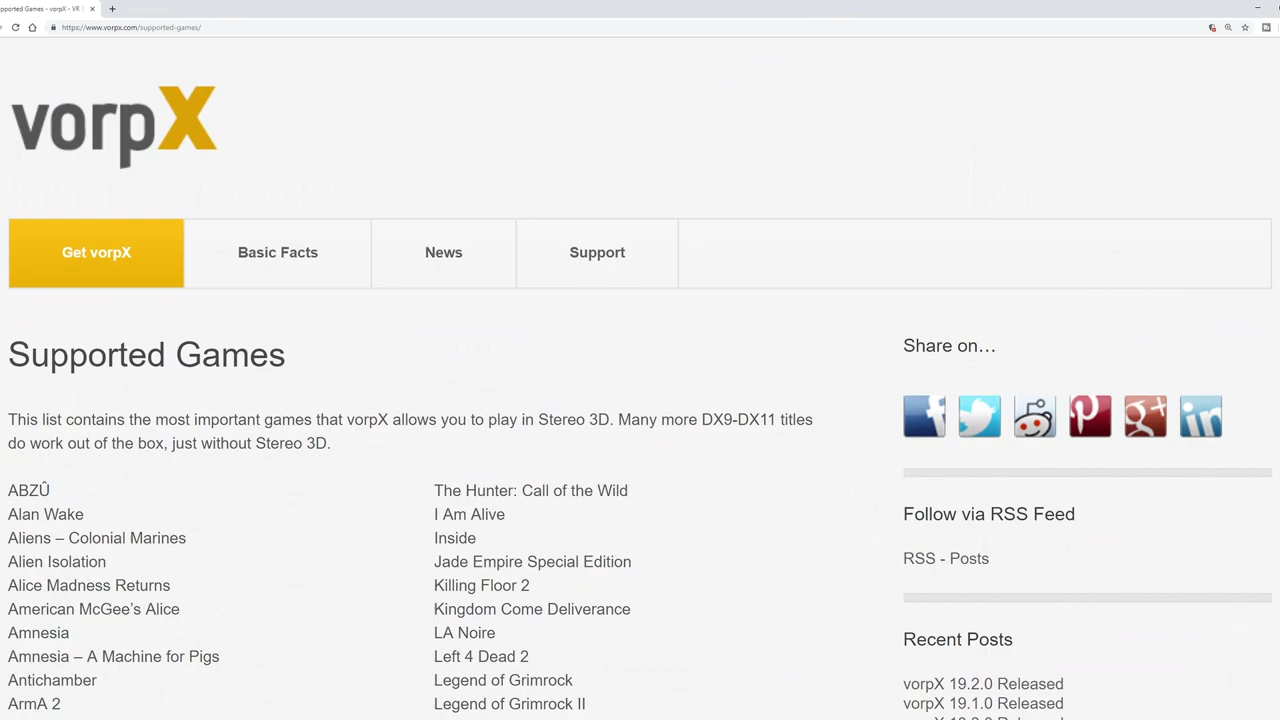 pported Games - vorpX - VR
https://www.vorpx.com/supported-games/
vorpX
Get vorpX
Basic Facts
News
Support
Supported Games
This list contains the most important games that vorpX allows you to play in Stereo 3D. Many more DX9-DX11 titles
do work out of the box, just without Stereo 3D.
ABZÛ
Alan Wake
Aliens – Colonial Marines
Alien Isolation
Alice Madness Returns
American McGee’s Alice
Amnesia
Amnesia – A Machine for Pigs
Antichamber
ArmA 2
The Hunter: Call of the Wild
I Am Alive
Inside
Jade Empire Special Edition
Killing Floor 2
Kingdom Come Deliverance
LA Noire
Left 4 Dead 2
Legend of Grimrock
Legend of Grimrock II
Share on…
Follow via RSS Feed
RSS - Posts
Recent Posts
vorpX 19.2.0 Released
vorpX 19.1.0 Released